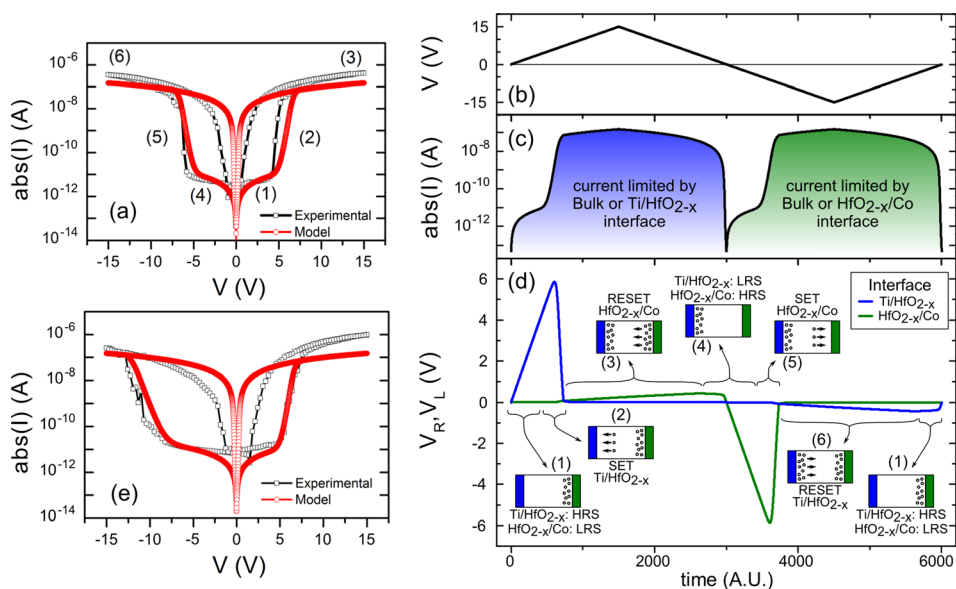 (6)
(3)
10⁻⁶
10⁻⁸
10⁻¹⁰
10⁻¹²
10⁻¹⁴
abs(I) (A)
(5)
(2)
(4)
(1)
(a)
Experimental
Model
-15 -10 -5 0 5 10 15
V (V)
10⁻⁶
10⁻⁸
10⁻¹⁰
10⁻¹²
10⁻¹⁴
abs(I) (A)
(e)
Experimental
Model
-15 -10 -5 0 5 10 15
V (V)
15
0
-15
V (V)
(b)
10⁻⁸
10⁻¹⁰
10⁻¹²
abs(I) (A)
(c)
current limited by
Bulk or Ti/HfO₂₋ₓ
interface
current limited by
Bulk or HfO₂₋ₓ/Co
interface
6
4
2
0
-2
-4
-6
V_R,V_L (V)
(d)
Ti/HfO₂₋ₓ: LRS
HfO₂₋ₓ/Co: HRS
(4)
RESET
HfO₂₋ₓ/Co
(3)
SET
HfO₂₋ₓ/Co
(5)
Interface
Ti/HfO₂₋ₓ
HfO₂₋ₓ/Co
(1)
Ti/HfO₂₋ₓ: HRS
HfO₂₋ₓ/Co: LRS
(2)
SET
Ti/HfO₂₋ₓ
(6)
RESET
Ti/HfO₂₋ₓ
(1)
Ti/HfO₂₋ₓ: HRS
HfO₂₋ₓ/Co: LRS
0 2000 4000 6000
time (A.U.)